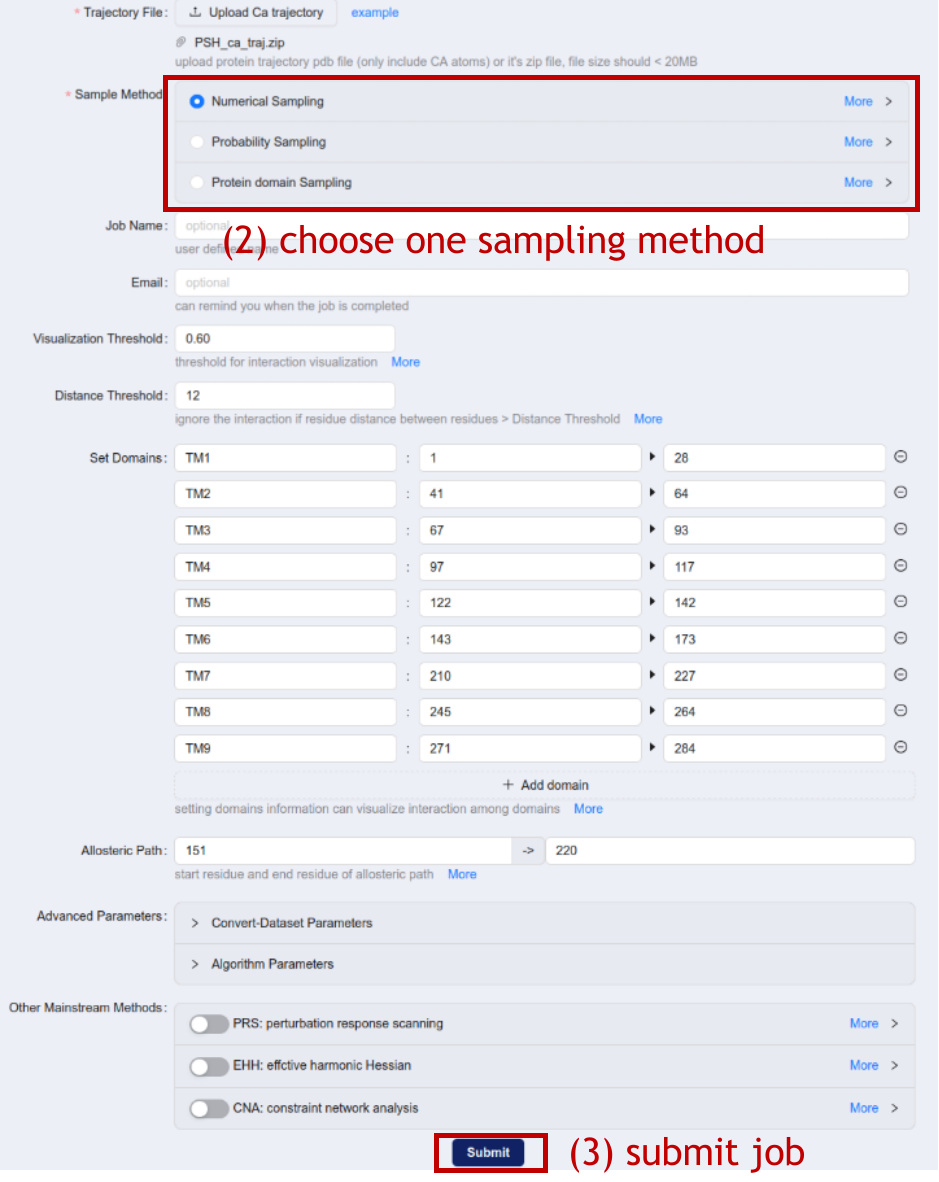 * Trajectory File: Upload Ca trajectory example
PSH_ca_traj.zip
upload protein trajectory pdb file (only include CA atoms) or it's zip file, file size should < 20MB
* Sample Method Numerical Sampling More >
Probability Sampling More >
Protein domain Sampling More >
Job Name: optional
(2) choose one sampling method
user define name
Email: optional
can remind you when the job is completed
Visualization Threshold: 0.60
threshold for interaction visualization More
Distance Threshold: 12
ignore the interaction if residue distance between residues > Distance Threshold More
Set Domains: TM1 : 1 28
TM2 : 41 64
TM3 : 67 93
TM4 : 97 117
TM5 : 122 142
TM6 : 143 173
TM7 : 210 227
TM8 : 245 264
TM9 : 271 284
+ Add domain
setting domains information can visualize interaction among domains More
Allosteric Path: 151 -> 220
start residue and end residue of allosteric path More
Advanced Parameters: > Convert-Dataset Parameters
> Algorithm Parameters
Other Mainstream Methods: PRS: perturbation response scanning More >
EHH: effctive harmonic Hessian More >
CNA: constraint network analysis More >
Submit (3) submit job